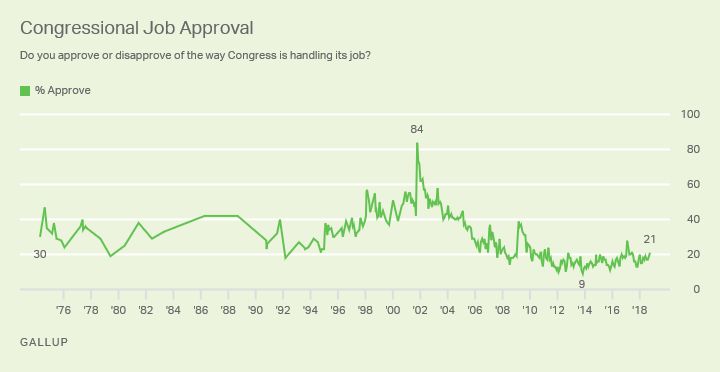 Congressional Job Approval
Do you approve or disapprove of the way Congress is handling its job?
% Approve
100
84
80
60
40
30
21
20
9
0
'76 '78 '80 '82 '84 '86 '88 '90 '92 '94 '96 '98 '00 '02 '04 '06 '08 '10 '12 '14 '16 '18
GALLUP